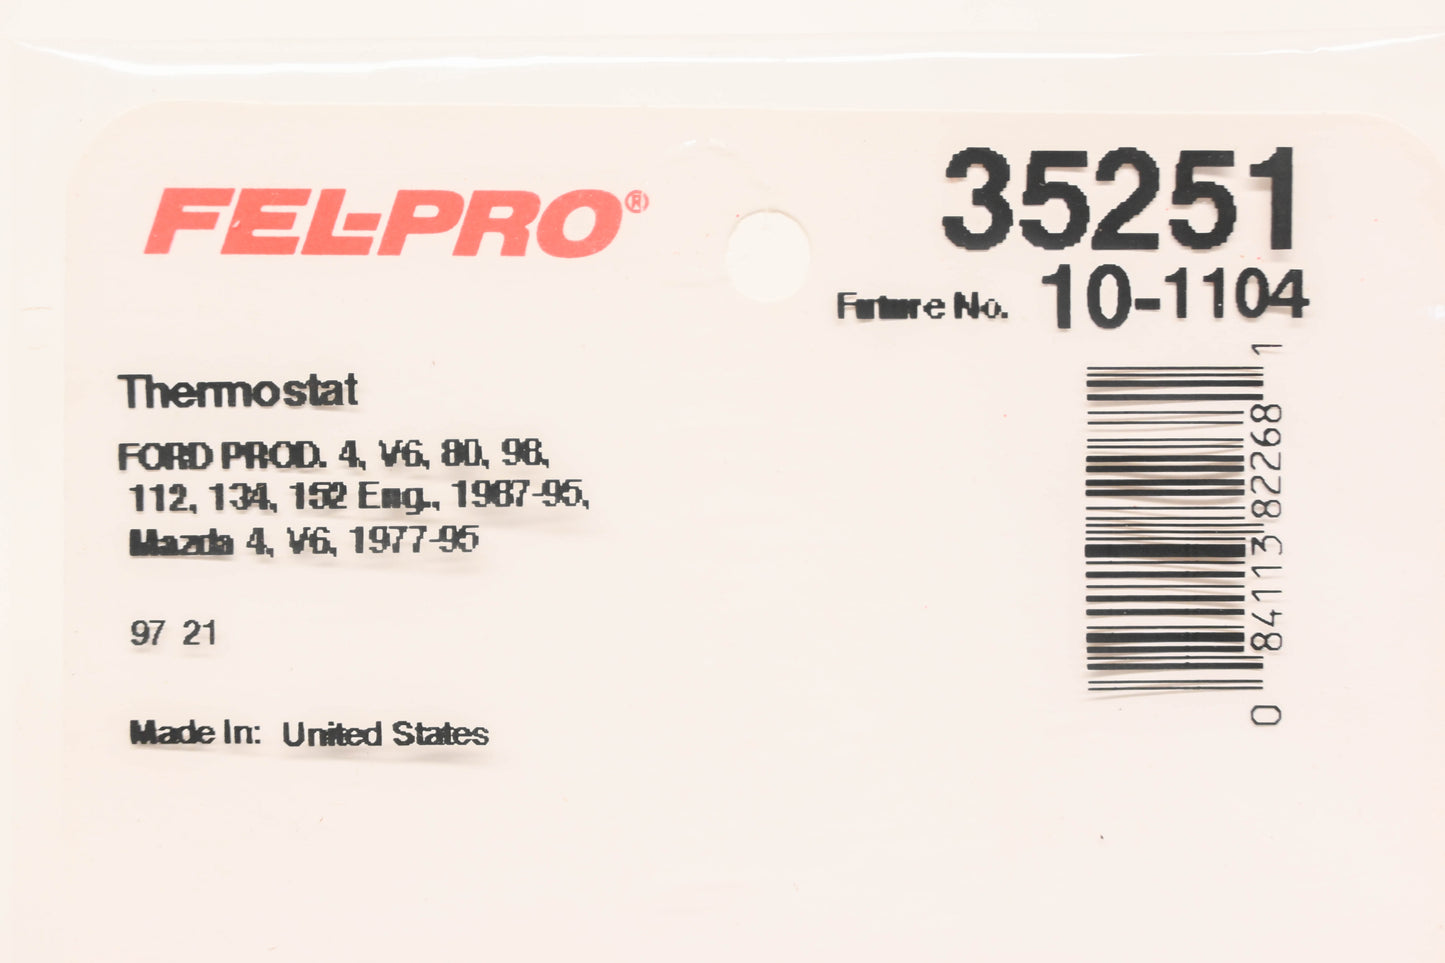 FEL-PRO®
35251
Future No. 10-1104
Thermostat
FORD PROD. 4, V6, 80, 98,
112, 134, 152 Eng., 1987-95,
Mazda 4, V6, 1977-95
97 21
Made In: United States
0 84113 82268 1